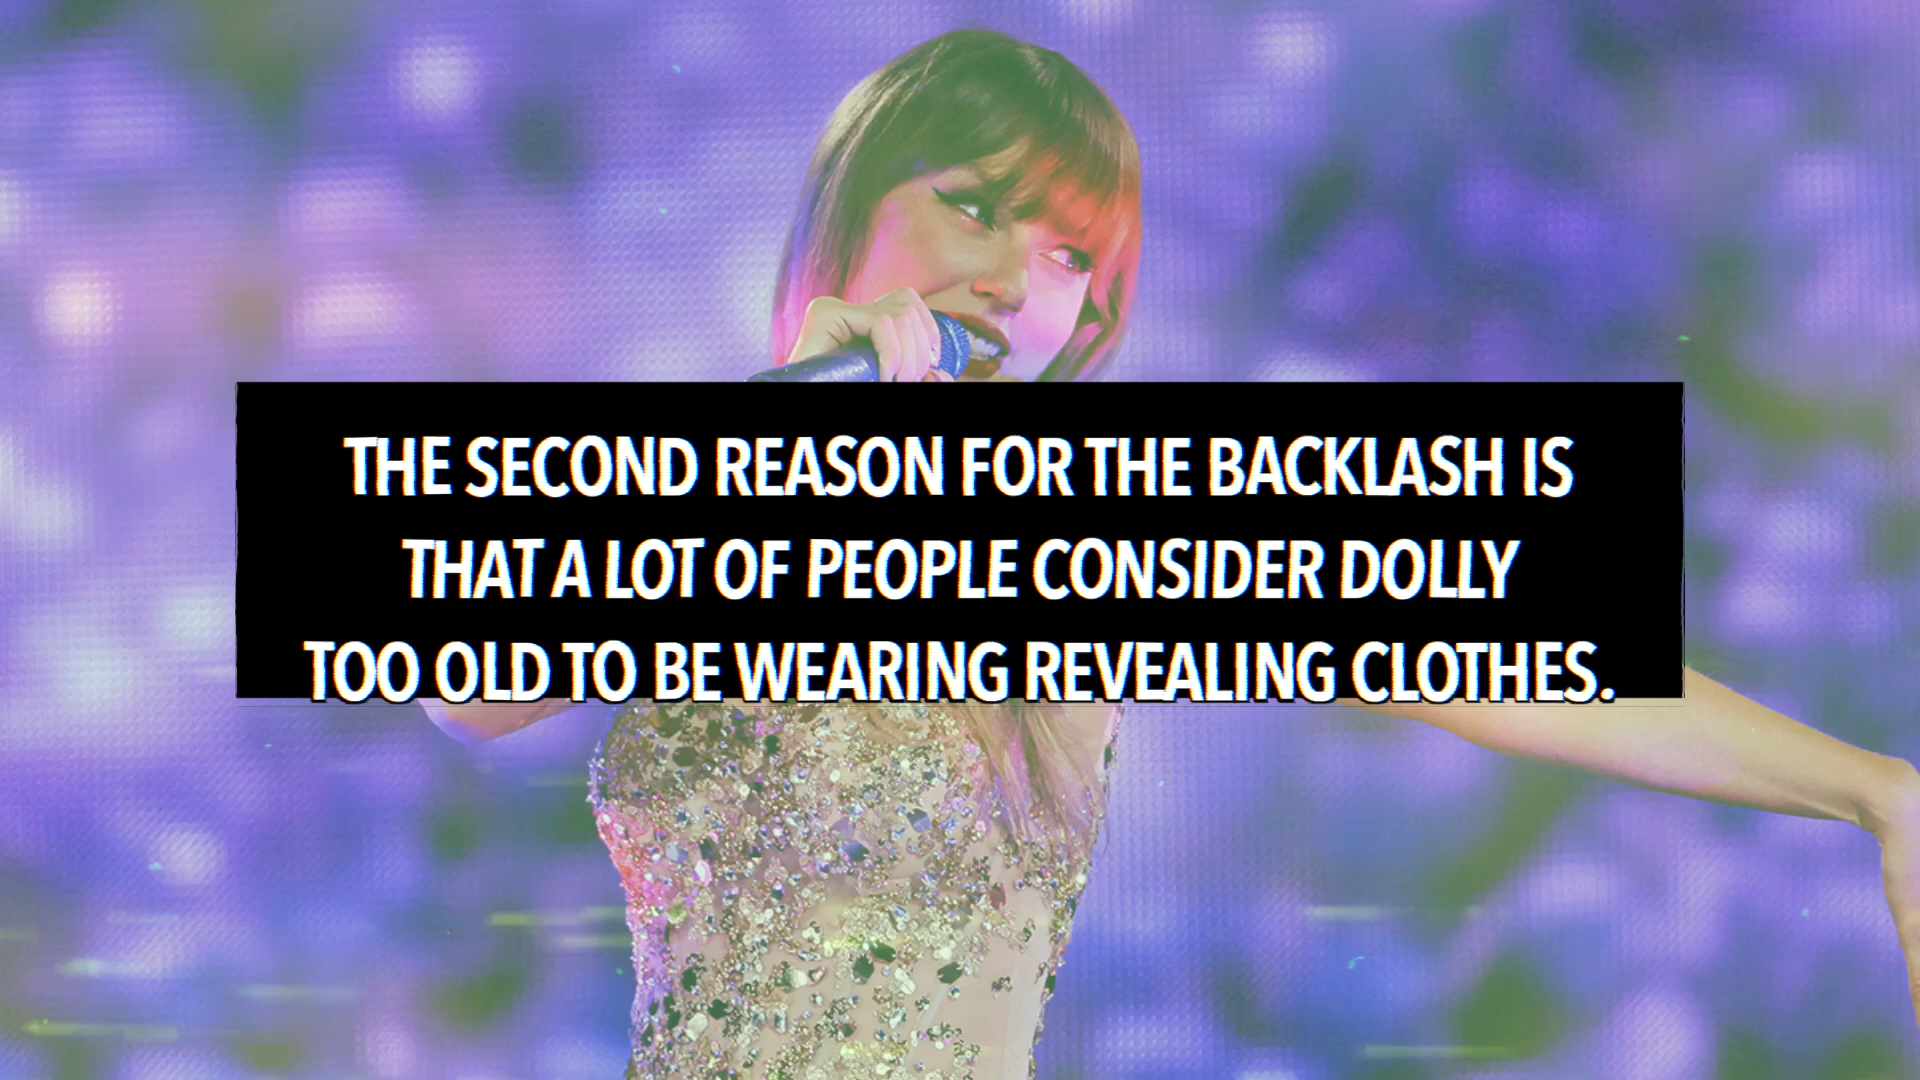 THE SECOND REASON FOR THE BACKLASH IS
THAT A LOT OF PEOPLE CONSIDER DOLLY
TOO OLD TO BE WEARING REVEALING CLOTHES.